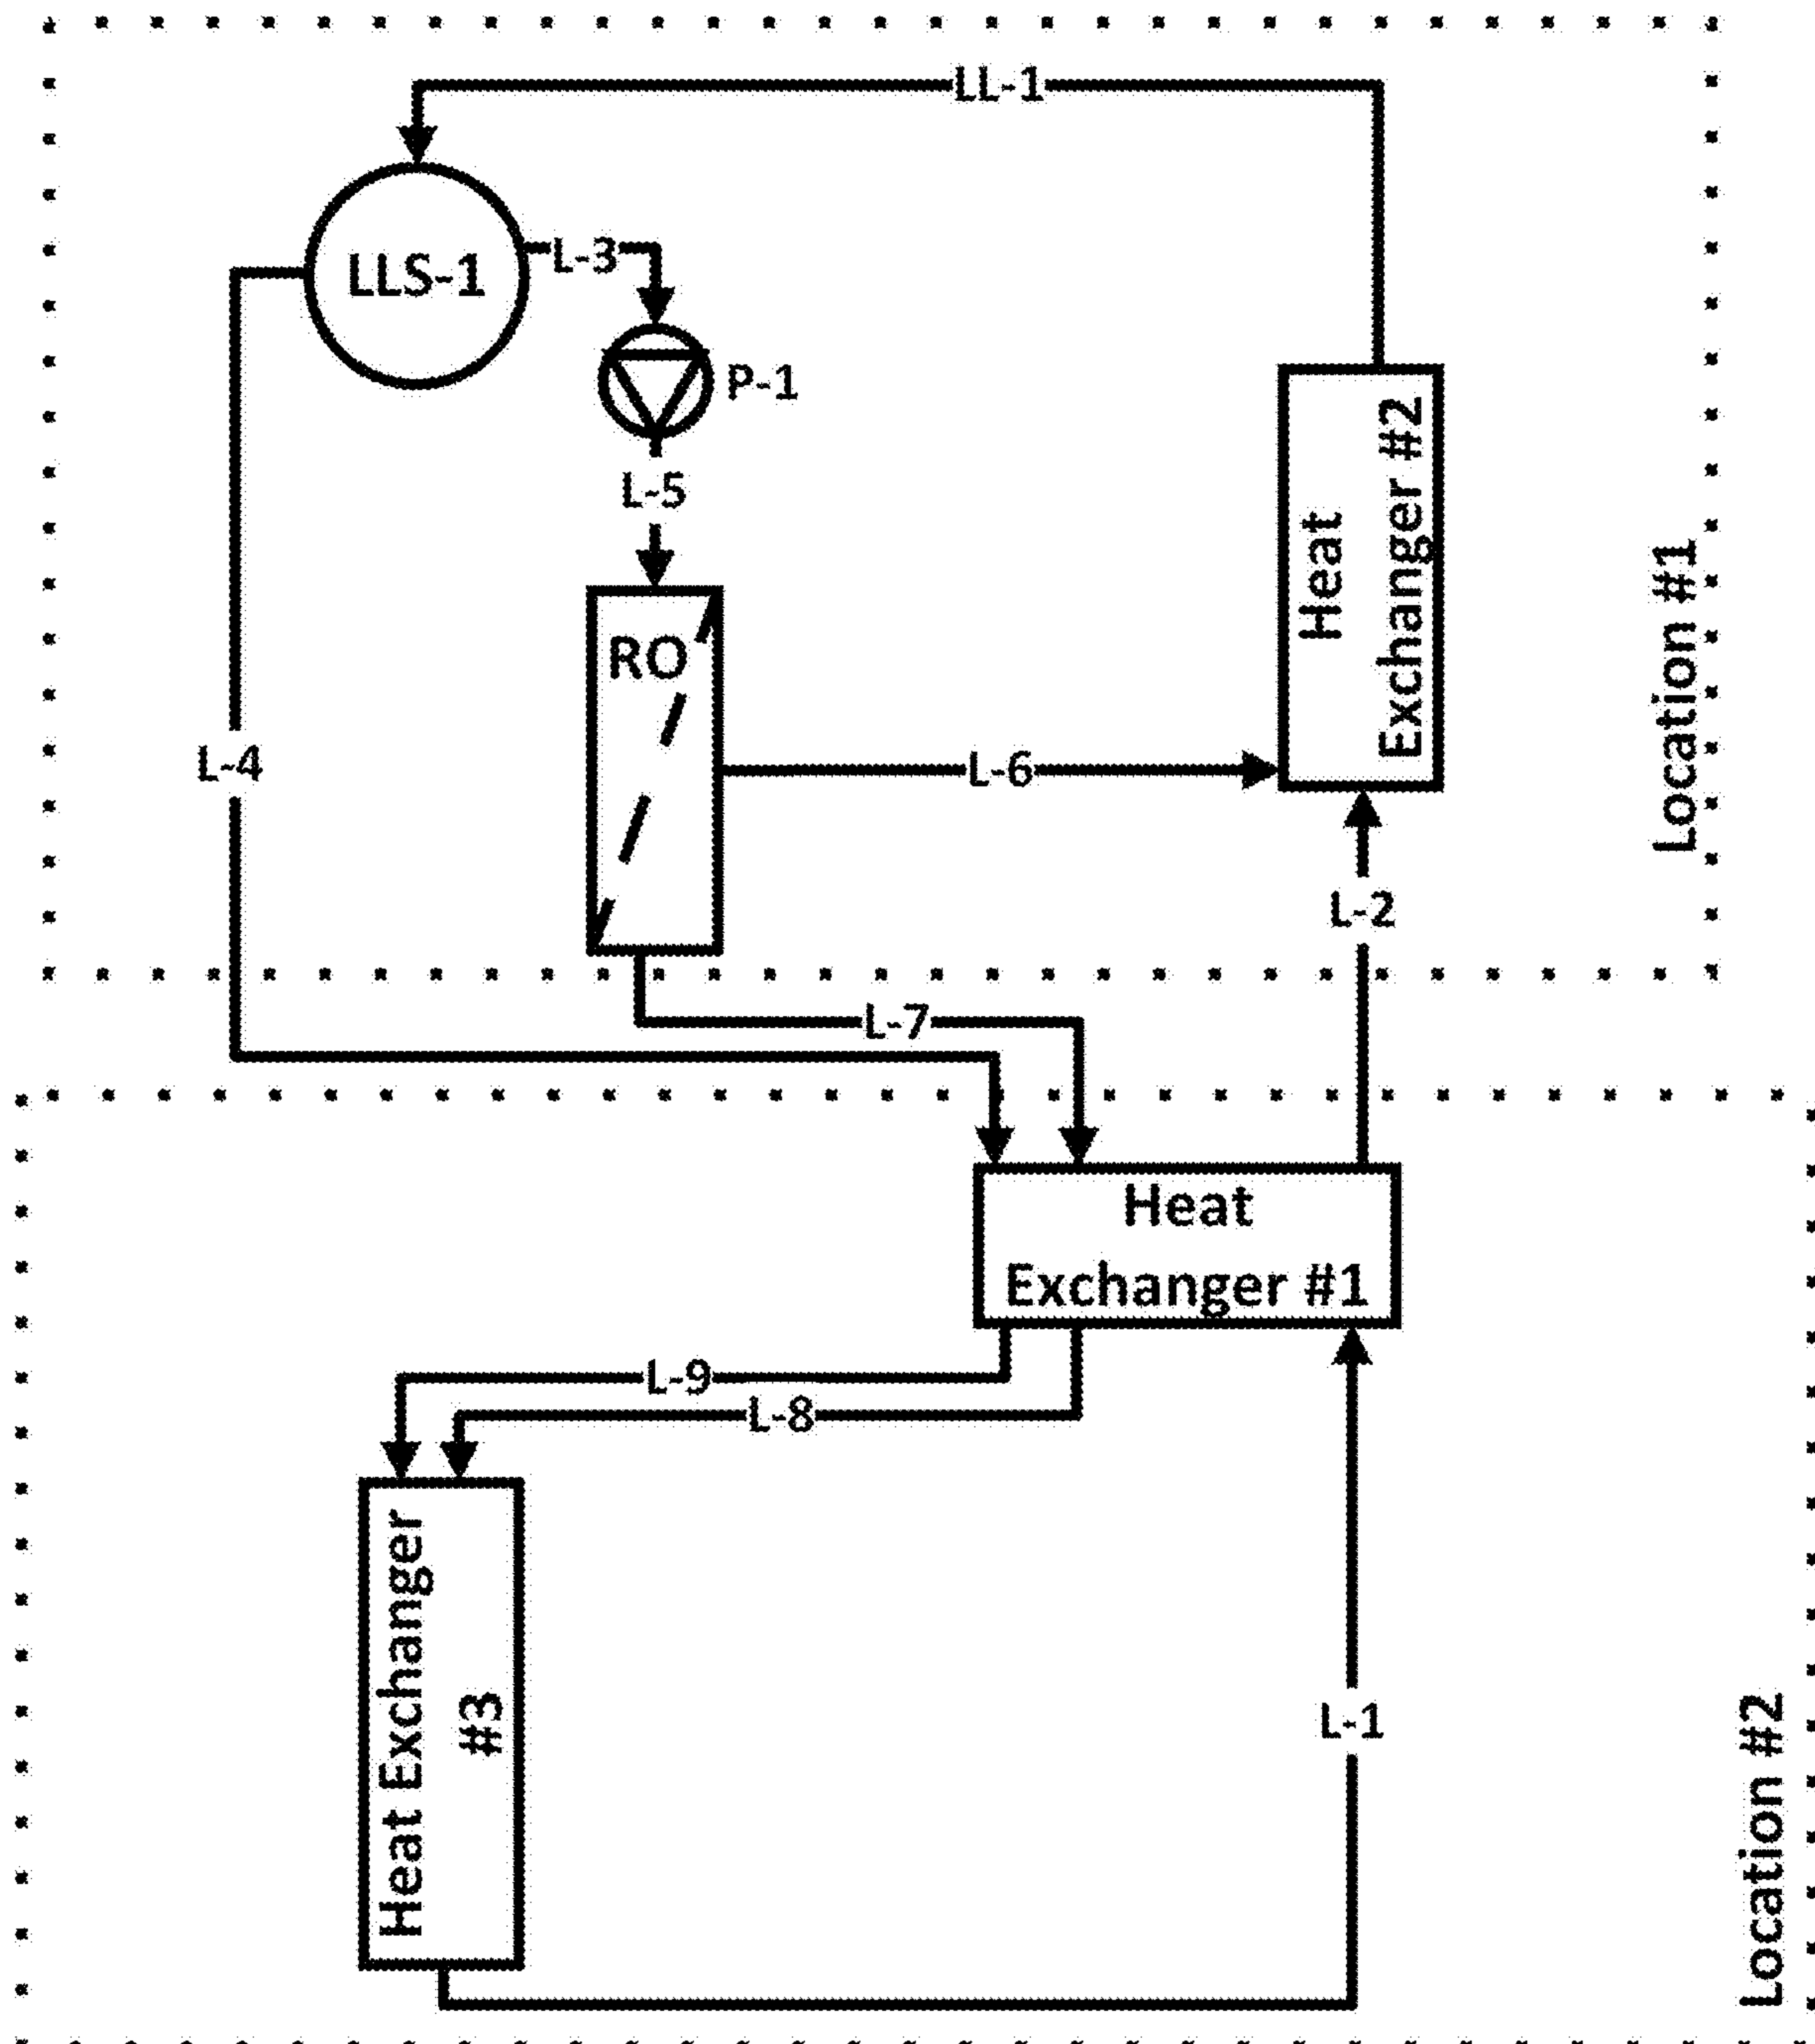 LL-1
LLS-1
L-3
P-1
L-5
Heat
Exchanger #2
Location #1
RO
L-4
L-6
L-2
L-7
Heat
Exchanger #1
L-9
L-8
Heat Exchanger
#3
L-1
Location #2